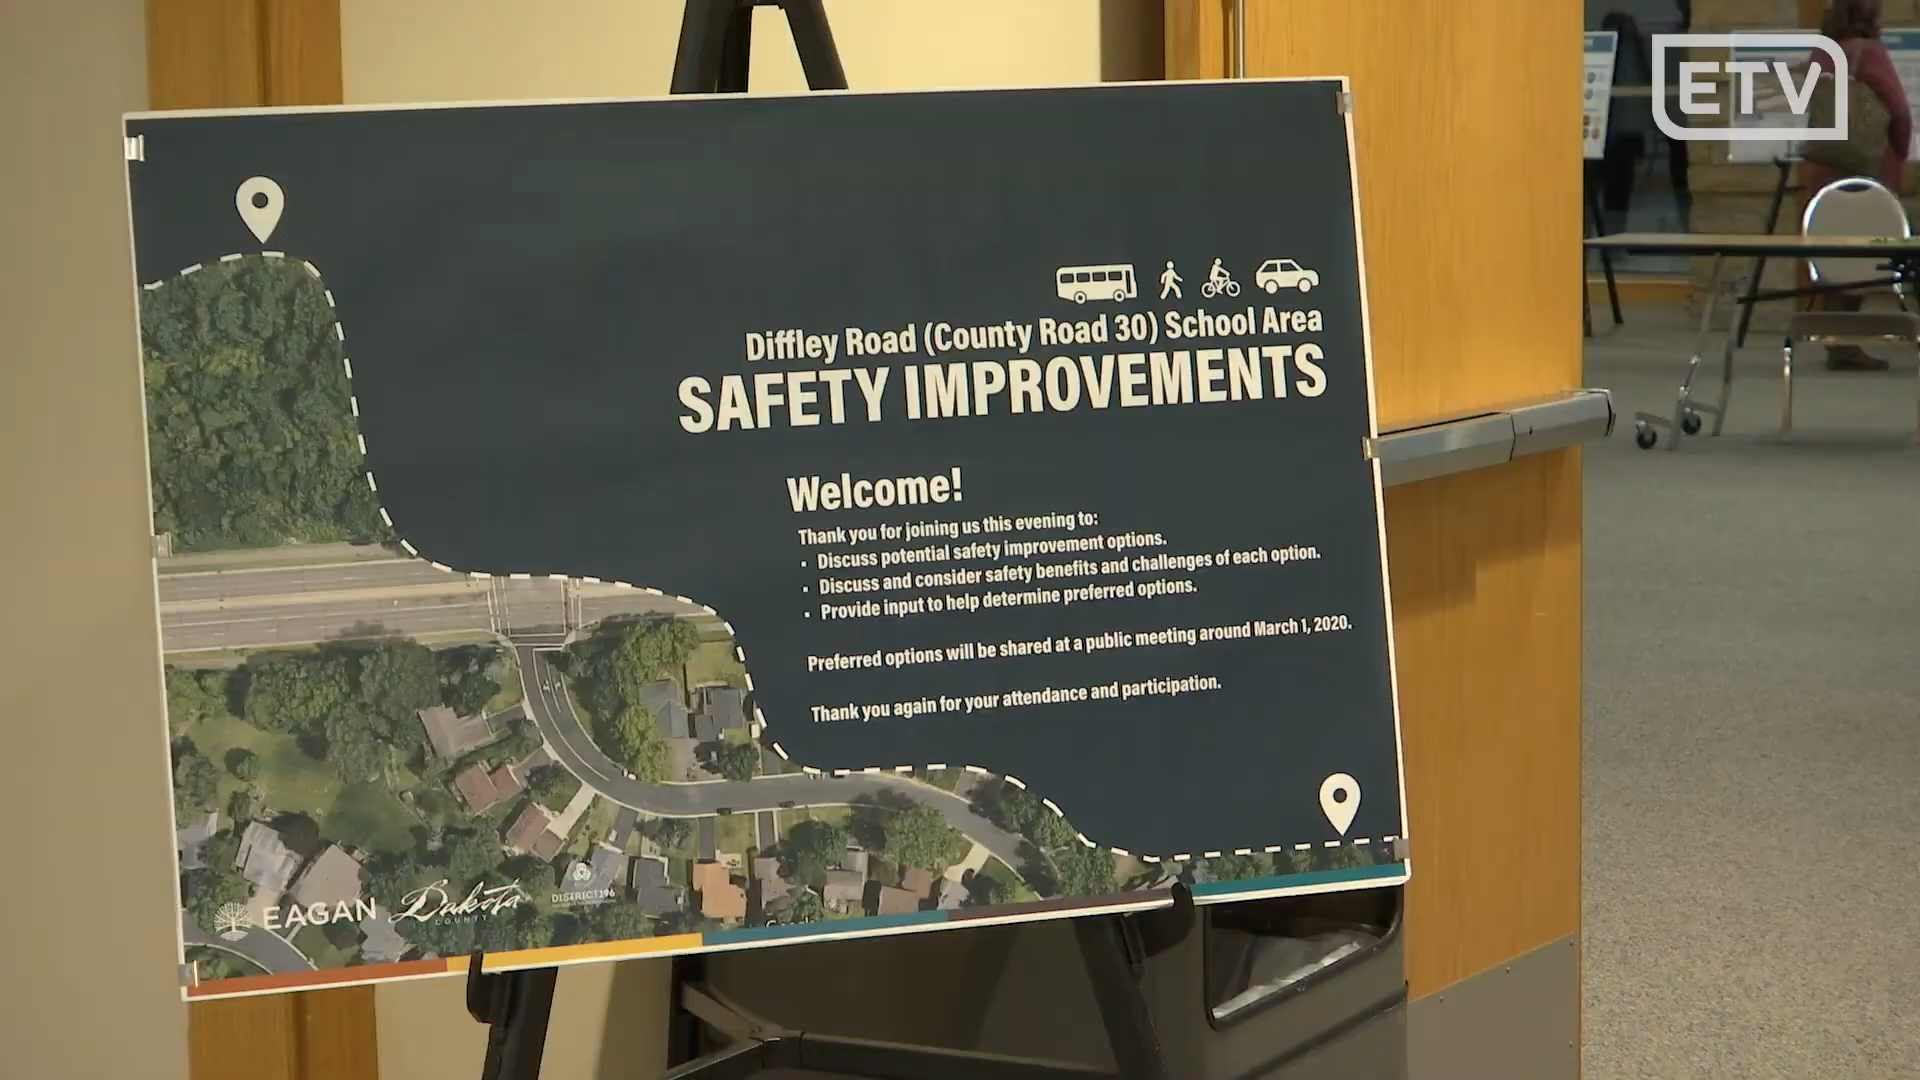 ETV
Diffley Road (County Road 30) School Area
SAFETY IMPROVEMENTS
Welcome!
Thank you for joining us this evening to:
· Discuss potential safety improvement options.
· Discuss and consider safety benefits and challenges of each option.
· Provide input to help determine preferred options.
Preferred options will be shared at a public meeting around March 1, 2020.
Thank you again for your attendance and participation.
EAGAN
Dakota
COUNTY
DISTRICT196